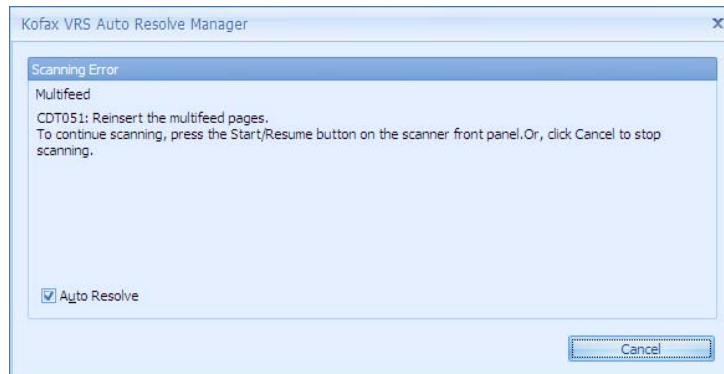 Kofax VRS Auto Resolve Manager
Scanning Error
Multifeed
CDT051: Reinsert the multifeed pages.
To continue scanning, press the Start/Resume button on the scanner front panel.Or, click Cancel to stop
scanning.
Auto Resolve
Cancel